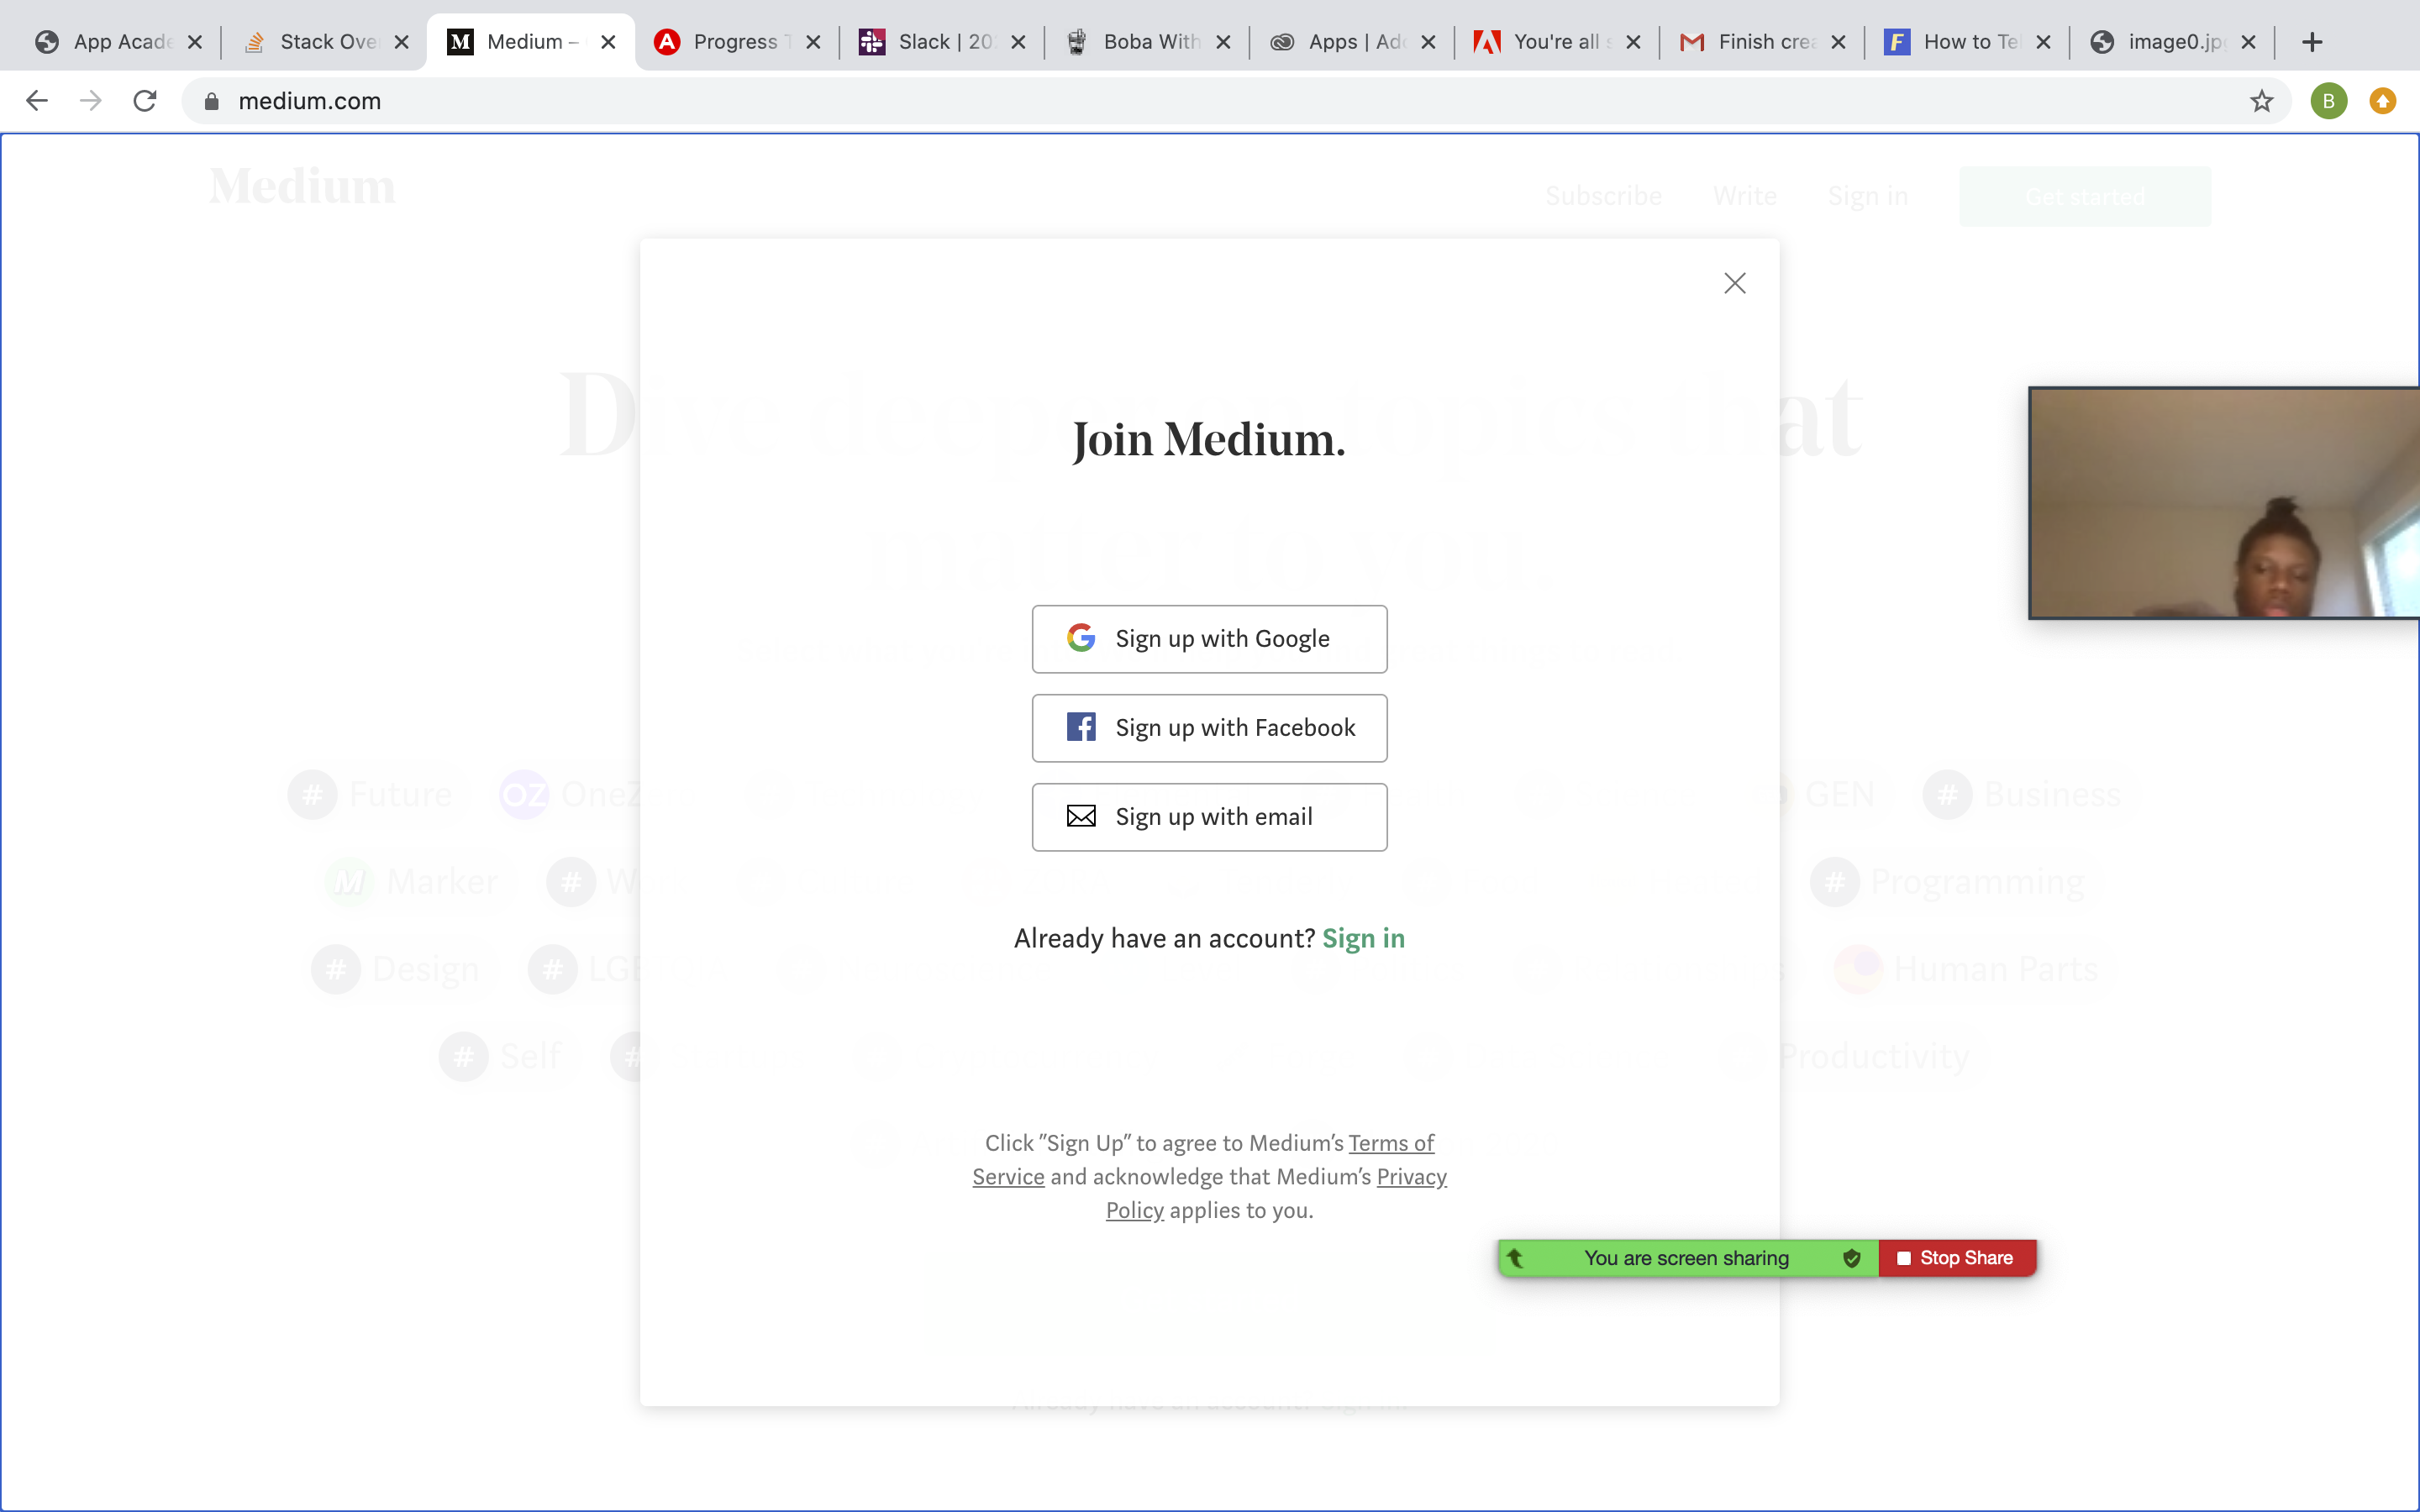 App Acade
Stack Ove
Medium –
Progress T
Slack | 20
Boba With
Apps | Ado
You're all s
Finish crea
How to Tel
image0.jp
medium.com
B
Medium
Subscribe
Write
Sign in
Get started
Dive deeper on topics that
matter to you.
Join Medium.
Sign up with Google
Sign up with Facebook
Sign up with email
Already have an account? Sign in
# Future
OZ OneZ
GEN
# Business
M Marker
# W
# Programming
# Design
# LGB
s
Human Parts
# Self
#
Productivity
Click "Sign Up" to agree to Medium's Terms of
Service and acknowledge that Medium's Privacy
Policy applies to you.
You are screen sharing
Stop Share
Already have an account? Sign in